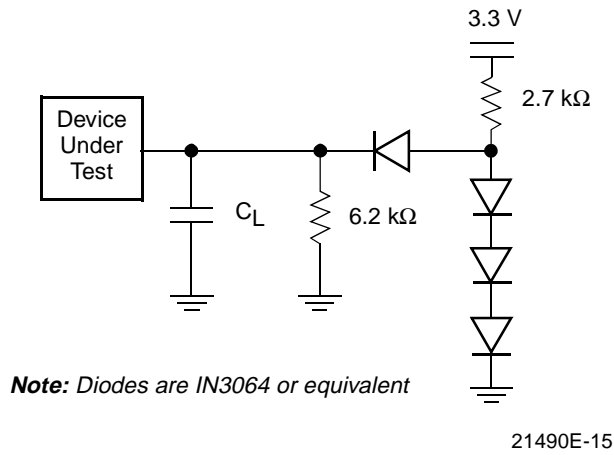 3.3 V
2.7 kΩ
Device
Under
Test
CL
6.2 kΩ
Note: Diodes are IN3064 or equivalent
21490E-15